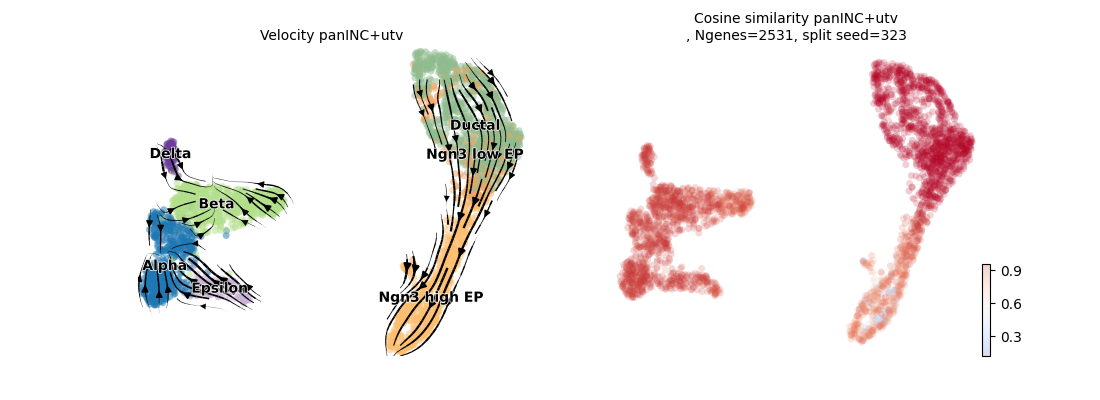 Velocity panINC+utv
Delta
Beta
Alpha
Epsilon
Ductal
Ngn3 low EP
Ngn3 high EP
Cosine similarity panINC+utv
, Ngenes=2531, split seed=323
0.9
0.6
0.3